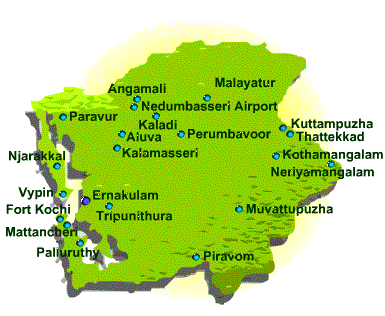 Malayatur
Angamali
Nedumbasseri Airport
Paravur
Kaladi
Kuttampuzha
Aluva
Perumbavoor
Thattekkad
Kalamasseri
Njarakkal
Kothamangalam
Neriyamangalam
Vypin
Ernakulam
Fort Kochi
Tripunithura
Muvattupuzha
Mattancheri
Palluruthy
Piravom